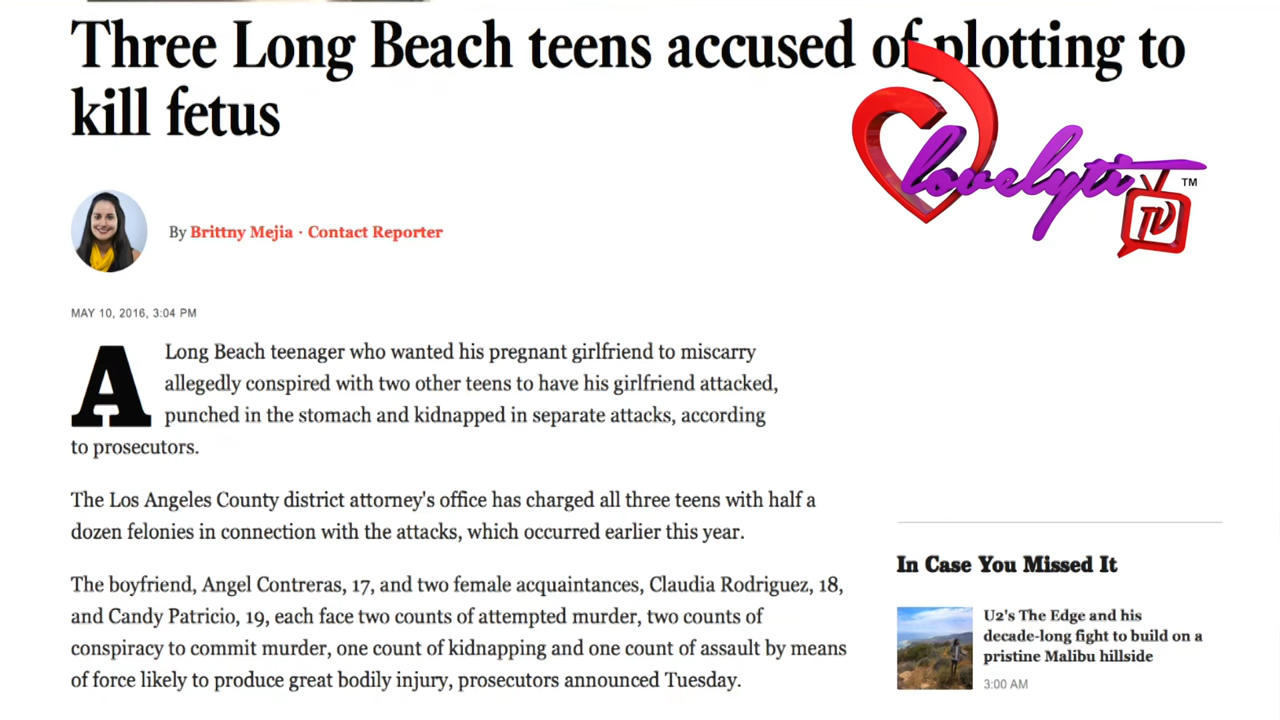 Three Long Beach teens accused of plotting to
kill fetus
lovelyti
TV
™
By Brittny Mejia · Contact Reporter
MAY 10, 2016, 3:04 PM
A Long Beach teenager who wanted his pregnant girlfriend to miscarry
allegedly conspired with two other teens to have his girlfriend attacked,
punched in the stomach and kidnapped in separate attacks, according
to prosecutors.
The Los Angeles County district attorney's office has charged all three teens with half a
dozen felonies in connection with the attacks, which occurred earlier this year.
The boyfriend, Angel Contreras, 17, and two female acquaintances, Claudia Rodriguez, 18,
and Candy Patricio, 19, each face two counts of attempted murder, two counts of
conspiracy to commit murder, one count of kidnapping and one count of assault by means
of force likely to produce great bodily injury, prosecutors announced Tuesday.
In Case You Missed It
U2's The Edge and his
decade-long fight to build on a
pristine Malibu hillside
3:00 AM